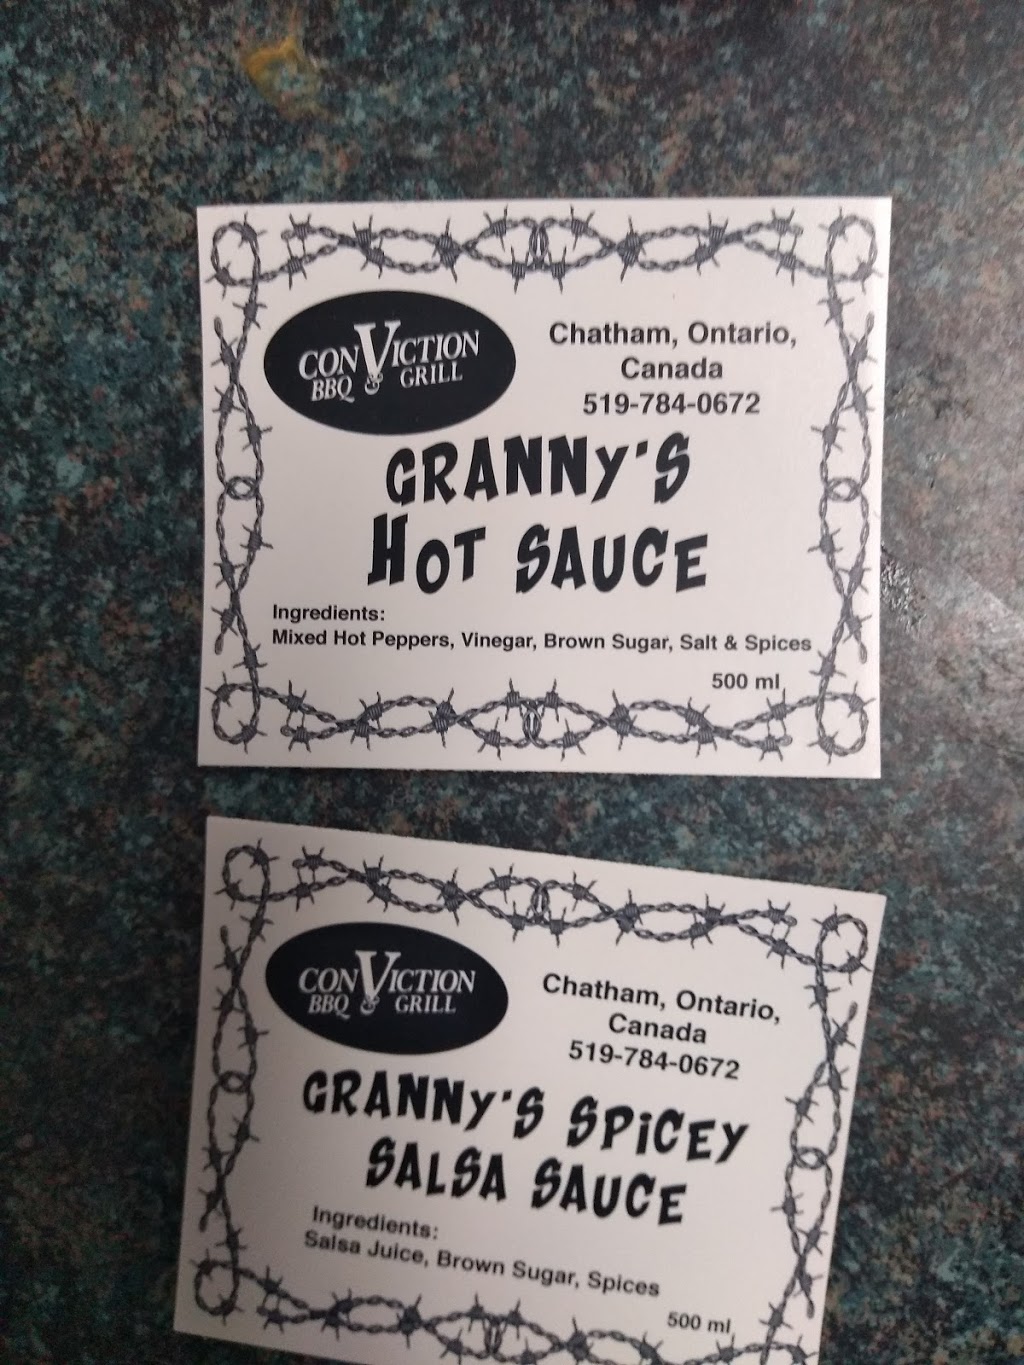 CONVICTION
BBQ & GRILL
Chatham, Ontario,
Canada
519-784-0672
GRANNy'S
HOT SAUCE
Ingredients:
Mixed Hot Peppers, Vinegar, Brown Sugar, Salt & Spices
500 ml
CONVICTION
BBQ & GRILL
Chatham, Ontario,
Canada
519-784-0672
GRANNy'S SPiCEY
SALSA SAUCE
Ingredients:
Salsa Juice, Brown Sugar, Spices
500 ml